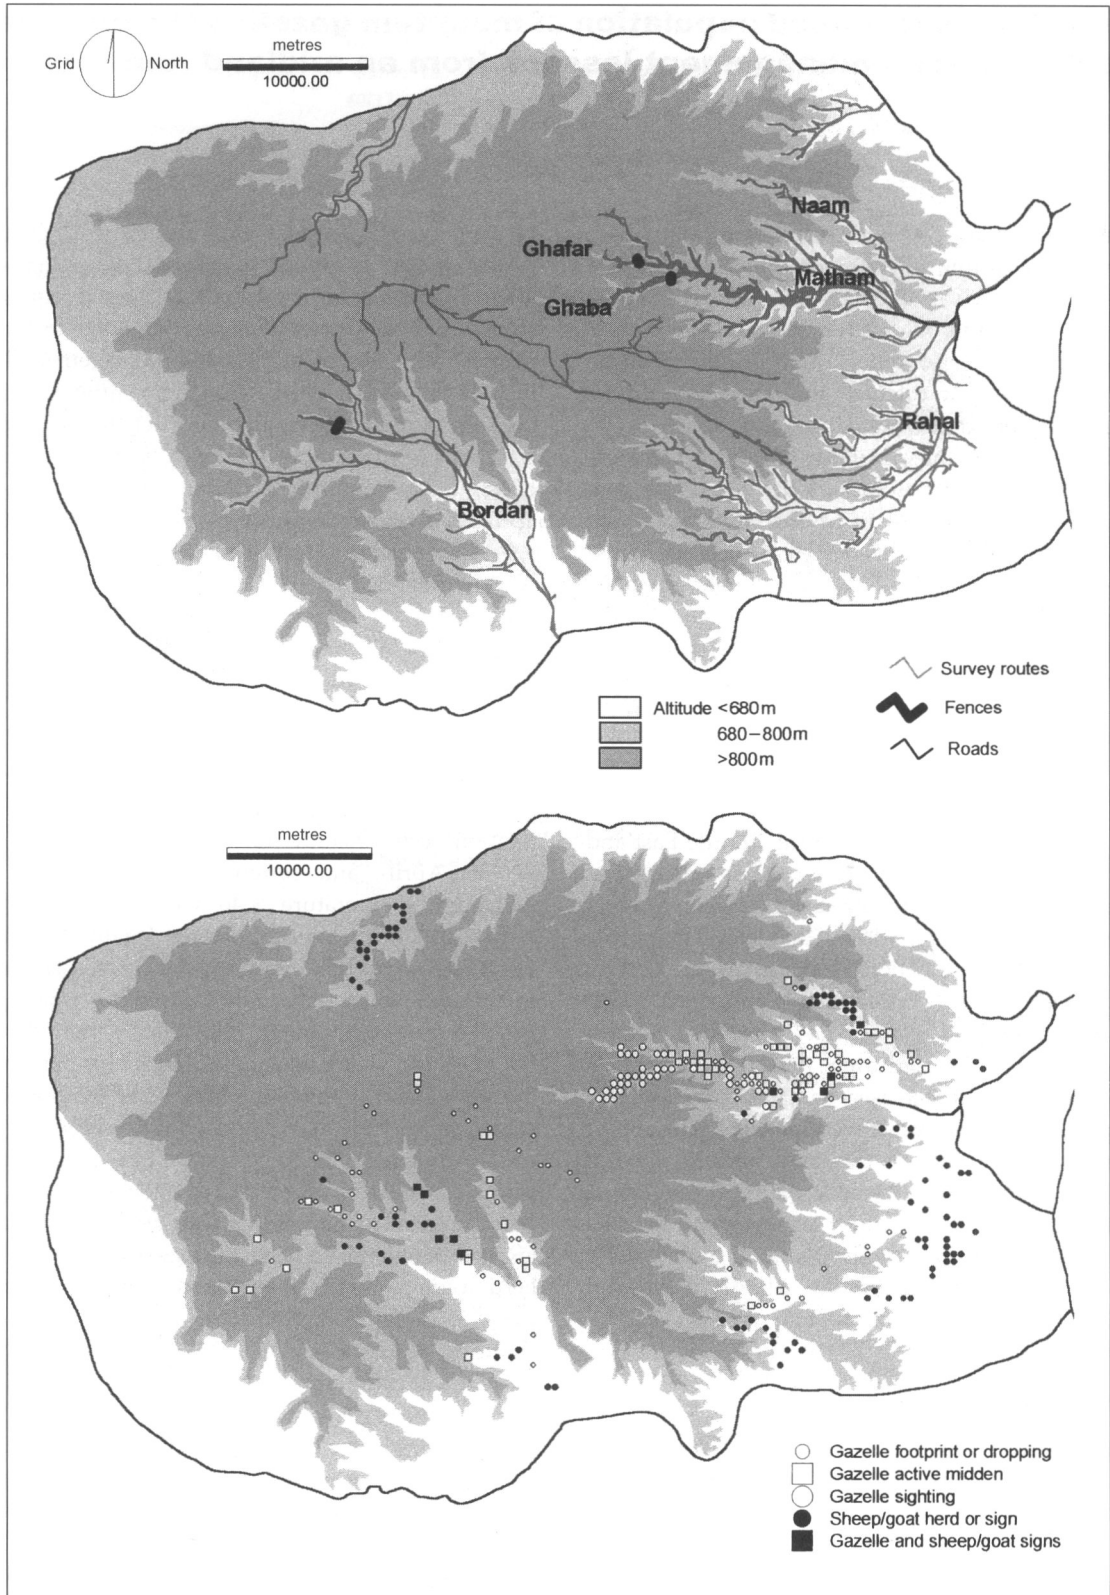 Grid North
metres
10000.00
Naam
Ghafar
Matham
Ghaba
Rahal
Bordan
Survey routes
Altitude <680m
Fences
680–800m
Roads
>800m
metres
10000.00
Gazelle footprint or dropping
Gazelle active midden
Gazelle sighting
Sheep/goat herd or sign
Gazelle and sheep/goat signs